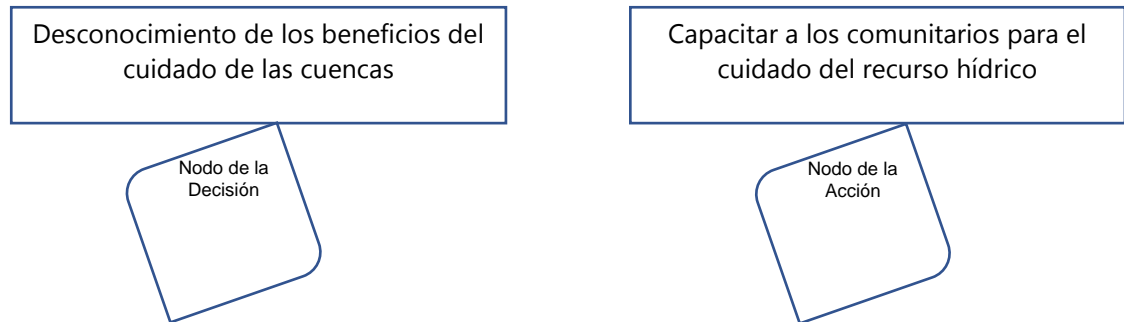 Desconocimiento de los beneficios del
cuidado de las cuencas
Capacitar a los comunitarios para el
cuidado del recurso hídrico
Nodo de la
Decisión
Nodo de la
Acción